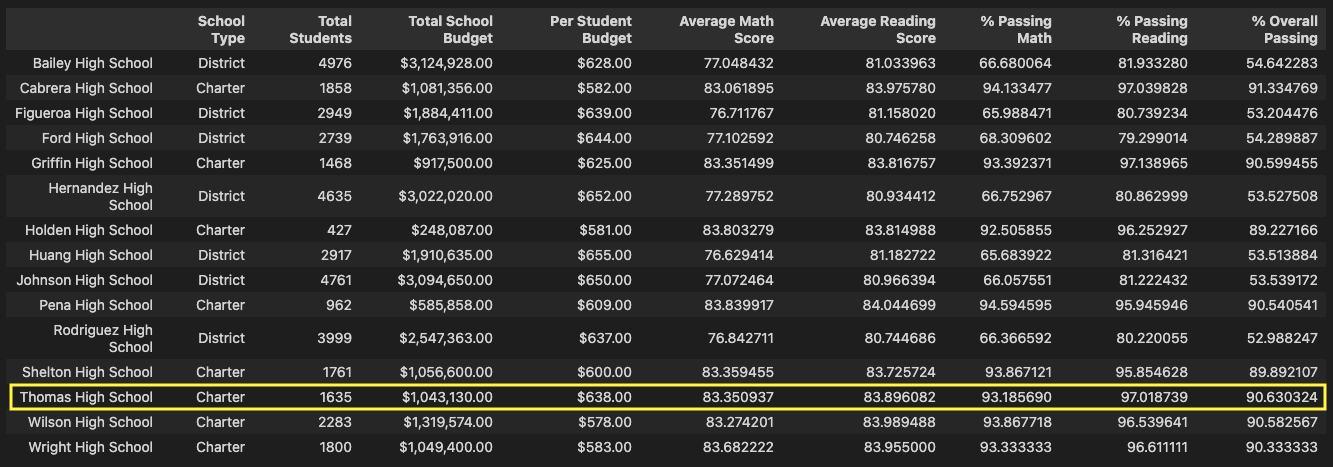 School Type Total Students Total School Budget Per Student Budget Average Math Score Average Reading Score % Passing Math % Passing Reading % Overall Passing
Bailey High School District 4976 $3,124,928.00 $628.00 77.048432 81.033963 66.680064 81.933280 54.642283
Cabrera High School Charter 1858 $1,081,356.00 $582.00 83.061895 83.975780 94.133477 97.039828 91.334769
Figueroa High School District 2949 $1,884,411.00 $639.00 76.711767 81.158020 65.988471 80.739234 53.204476
Ford High School District 2739 $1,763,916.00 $644.00 77.102592 80.746258 68.309602 79.299014 54.289887
Griffin High School Charter 1468 $917,500.00 $625.00 83.351499 83.816757 93.392371 97.138965 90.599455
Hernandez High School District 4635 $3,022,020.00 $652.00 77.289752 80.934412 66.752967 80.862999 53.527508
Holden High School Charter 427 $248,087.00 $581.00 83.803279 83.814988 92.505855 96.252927 89.227166
Huang High School District 2917 $1,910,635.00 $655.00 76.629414 81.182722 65.683922 81.316421 53.513884
Johnson High School District 4761 $3,094,650.00 $650.00 77.072464 80.966394 66.057551 81.222432 53.539172
Pena High School Charter 962 $585,858.00 $609.00 83.839917 84.044699 94.594595 95.945946 90.540541
Rodriguez High School District 3999 $2,547,363.00 $637.00 76.842711 80.744686 66.366592 80.220055 52.988247
Shelton High School Charter 1761 $1,056,600.00 $600.00 83.359455 83.725724 93.867121 95.854628 89.892107
Thomas High School Charter 1635 $1,043,130.00 $638.00 83.350937 83.896082 93.185690 97.018739 90.630324
Wilson High School Charter 2283 $1,319,574.00 $578.00 83.274201 83.989488 93.867718 96.539641 90.582567
Wright High School Charter 1800 $1,049,400.00 $583.00 83.682222 83.955000 93.333333 96.611111 90.333333